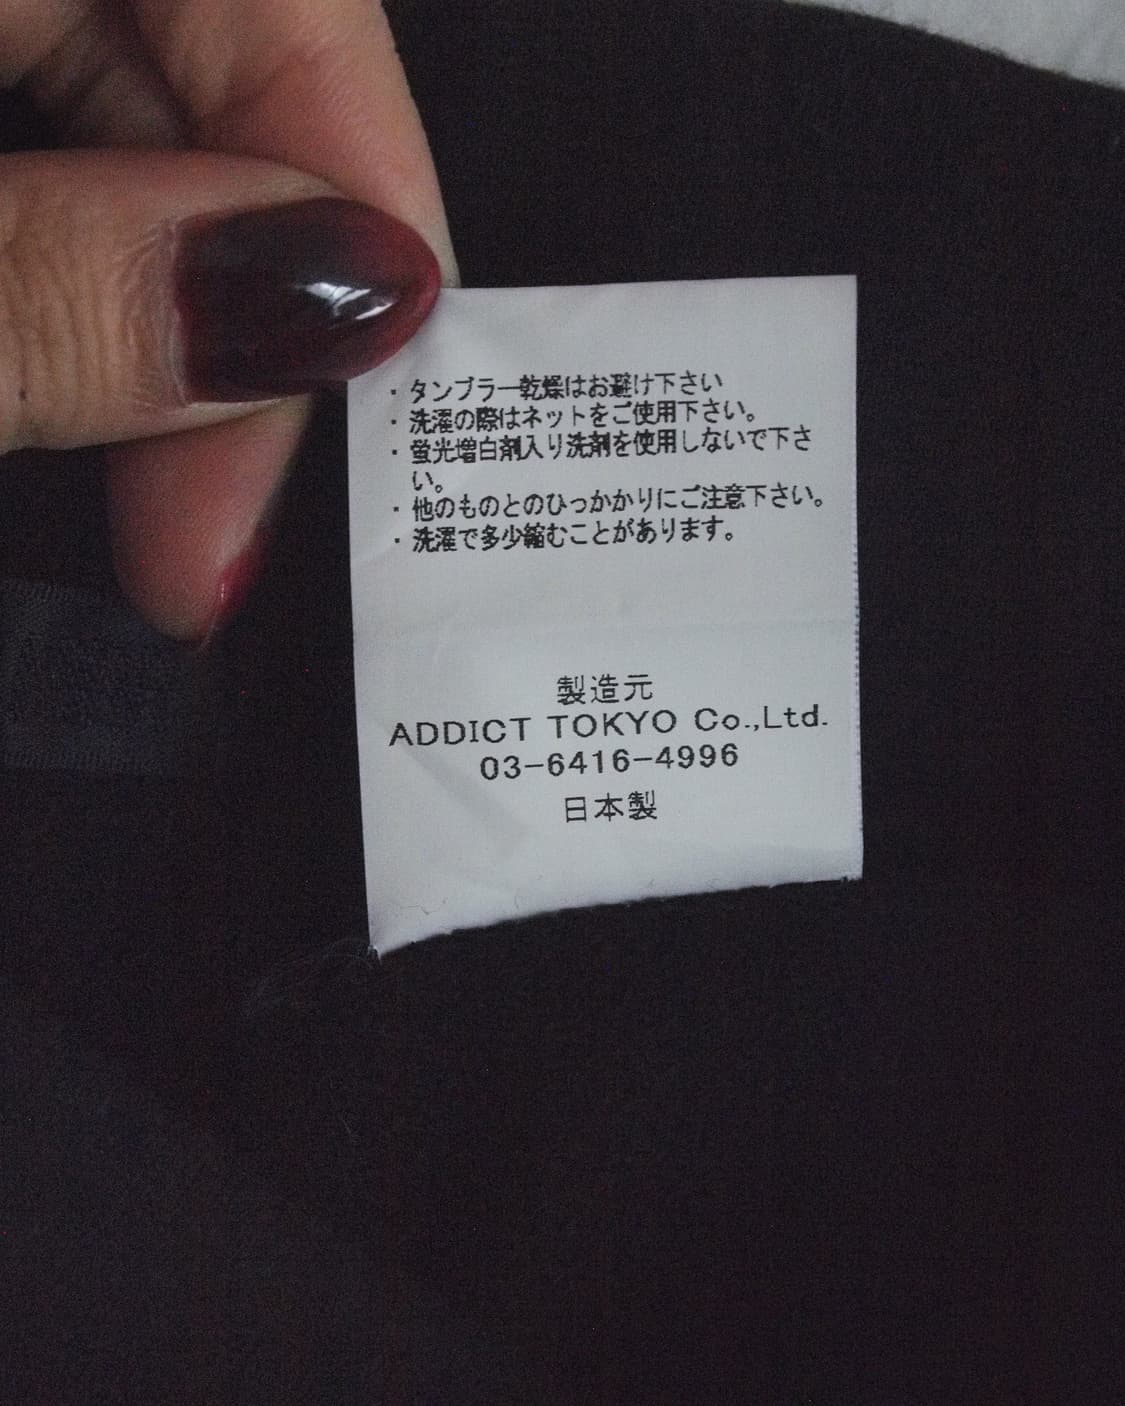 ・タンブラー乾燥はお避け下さい
・洗濯の際はネットをご使用下さい。
・蛍光増白剤入り洗剤を使用しないで下さ
い。
・他のものとのひっかかりにご注意下さい。
・洗濯で多少縮むことがあります。
製造元
ADDICT TOKYO Co.,Ltd.
03-6416-4996
日本製